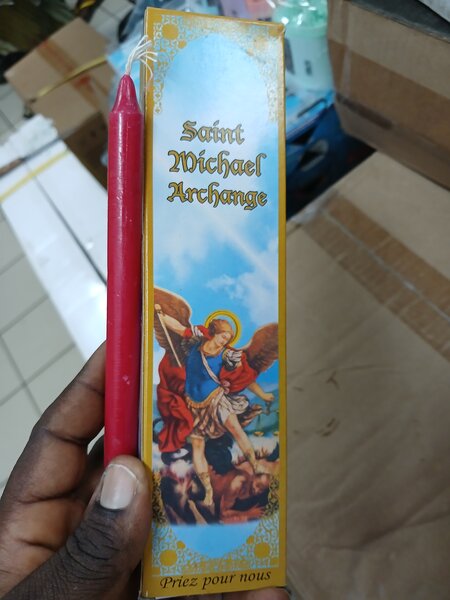 Saint
Michael
Archange
Priez pour nous